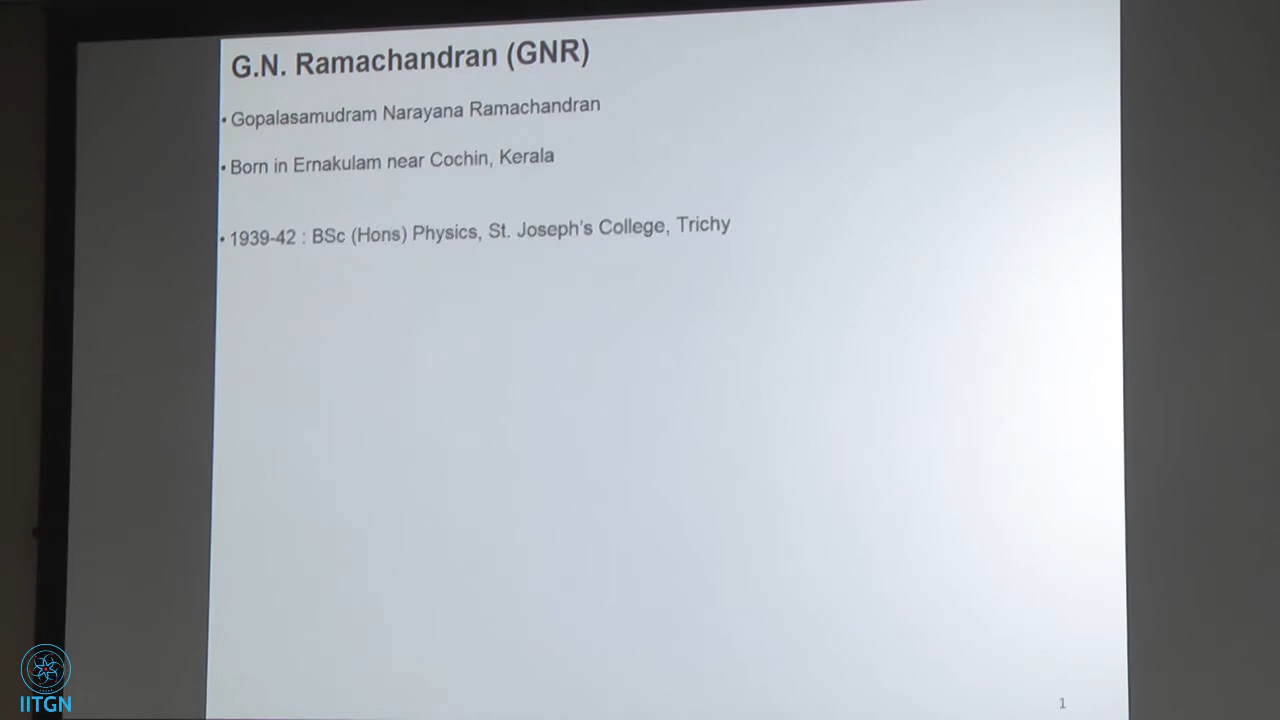 G.N. Ramachandran (GNR)
• Gopalasamudram Narayana Ramachandran
• Born in Ernakulam near Cochin, Kerala
• 1939-42 : BSc (Hons) Physics, St. Joseph's College, Trichy
1
IITGN